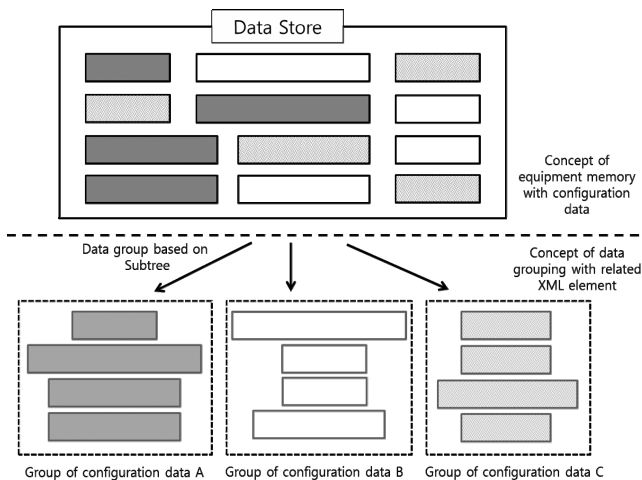 Data Store
Concept of
equipment memory
with configuration
data
Data group based on
Subtree
Concept of data
grouping with related
XML element
Group of configuration data A
Group of configuration data B
Group of configuration data C